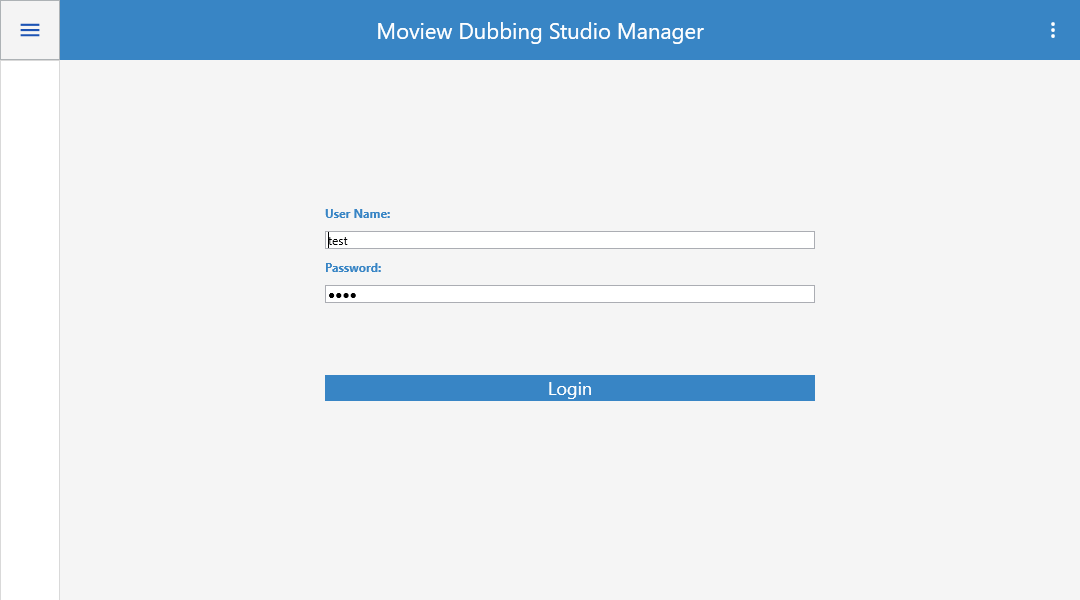 Moview Dubbing Studio Manager
User Name:
test
Password:
••••
Login